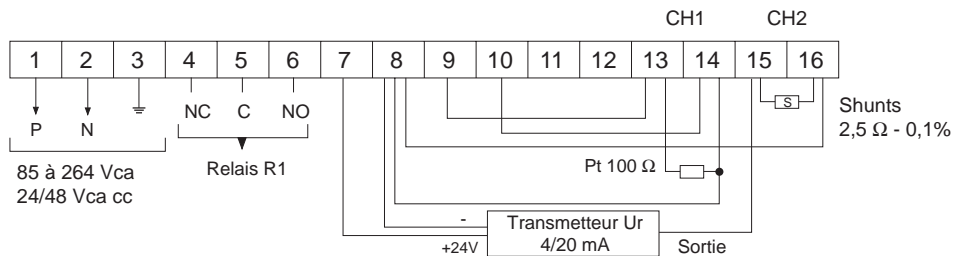 CH1 CH2
1 2 3 4 5 6 7 8 9 10 11 12 13 14 15 16
P N NC C NO
S
Shunts
2,5 Ω - 0,1%
85 à 264 Vca
24/48 Vca cc
Relais R1
Pt 100 Ω
- Transmetteur Ur
+24V 4/20 mA Sortie